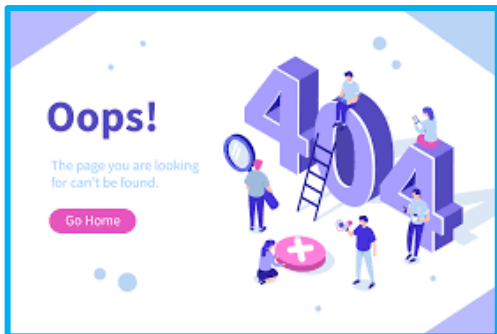 Oops!
404
The page you are looking
for can't be found.
Go Home